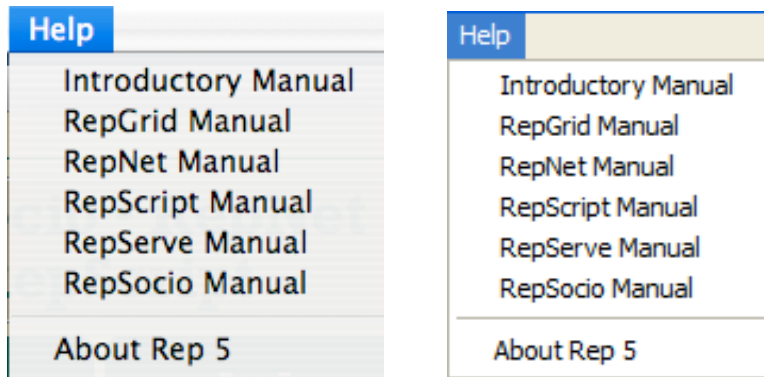 Help
Introductory Manual
RepGrid Manual
RepNet Manual
RepScript Manual
RepServe Manual
RepSocio Manual
About Rep 5
Help
Introductory Manual
RepGrid Manual
RepNet Manual
RepScript Manual
RepServe Manual
RepSocio Manual
About Rep 5